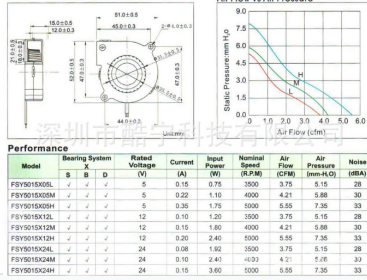 Air Flow vs Air Pressure
51.0±0.5
45.0±0.3
15.0±0.5
12.0±0.3
9.0
7.5
6.0
4.5
3.0
1.5
0.0
Static Pressure:mm H₂o
H
M
L
0.0 1.0 2.0 3.0 4.0 5.0 6.0
Air Flow (cfm)
44.0±0.3
Unit:mm
深圳市酷宁科技有限公司
Performance
Model Bearing System X Rated Voltage Current Input Power Nominal Speed Air Flow Air Pressure Noise
S B D (V) (A) (W) (R.P.M) (CFM) (mm-H₂O) (dBA)
FSY5015X05L √ √ √ 5 0.15 0.75 3500 3.75 5.15 28
FSY5015X05M √ √ √ 5 0.22 1.10 4000 4.21 5.88 30
FSY5015X05H √ √ √ 5 0.35 1.75 5000 5.55 7.35 33
FSY5015X12L √ √ √ 12 0.10 1.20 3500 3.75 5.15 28
FSY5015X12M √ √ √ 12 0.15 1.80 4000 4.21 5.88 30
FSY5015X12H √ √ √ 12 0.20 2.40 5000 5.55 7.35 33
FSY5015X24L √ √ √ 24 0.08 1.92 3500 3.75 5.15 28
FSY5015X24M √ √ √ 24 0.10 2.40 4000 4.21 5.88 30
FSY5015X24H √ √ √ 24 0.15 3.60 5000 5.55 7.35 33